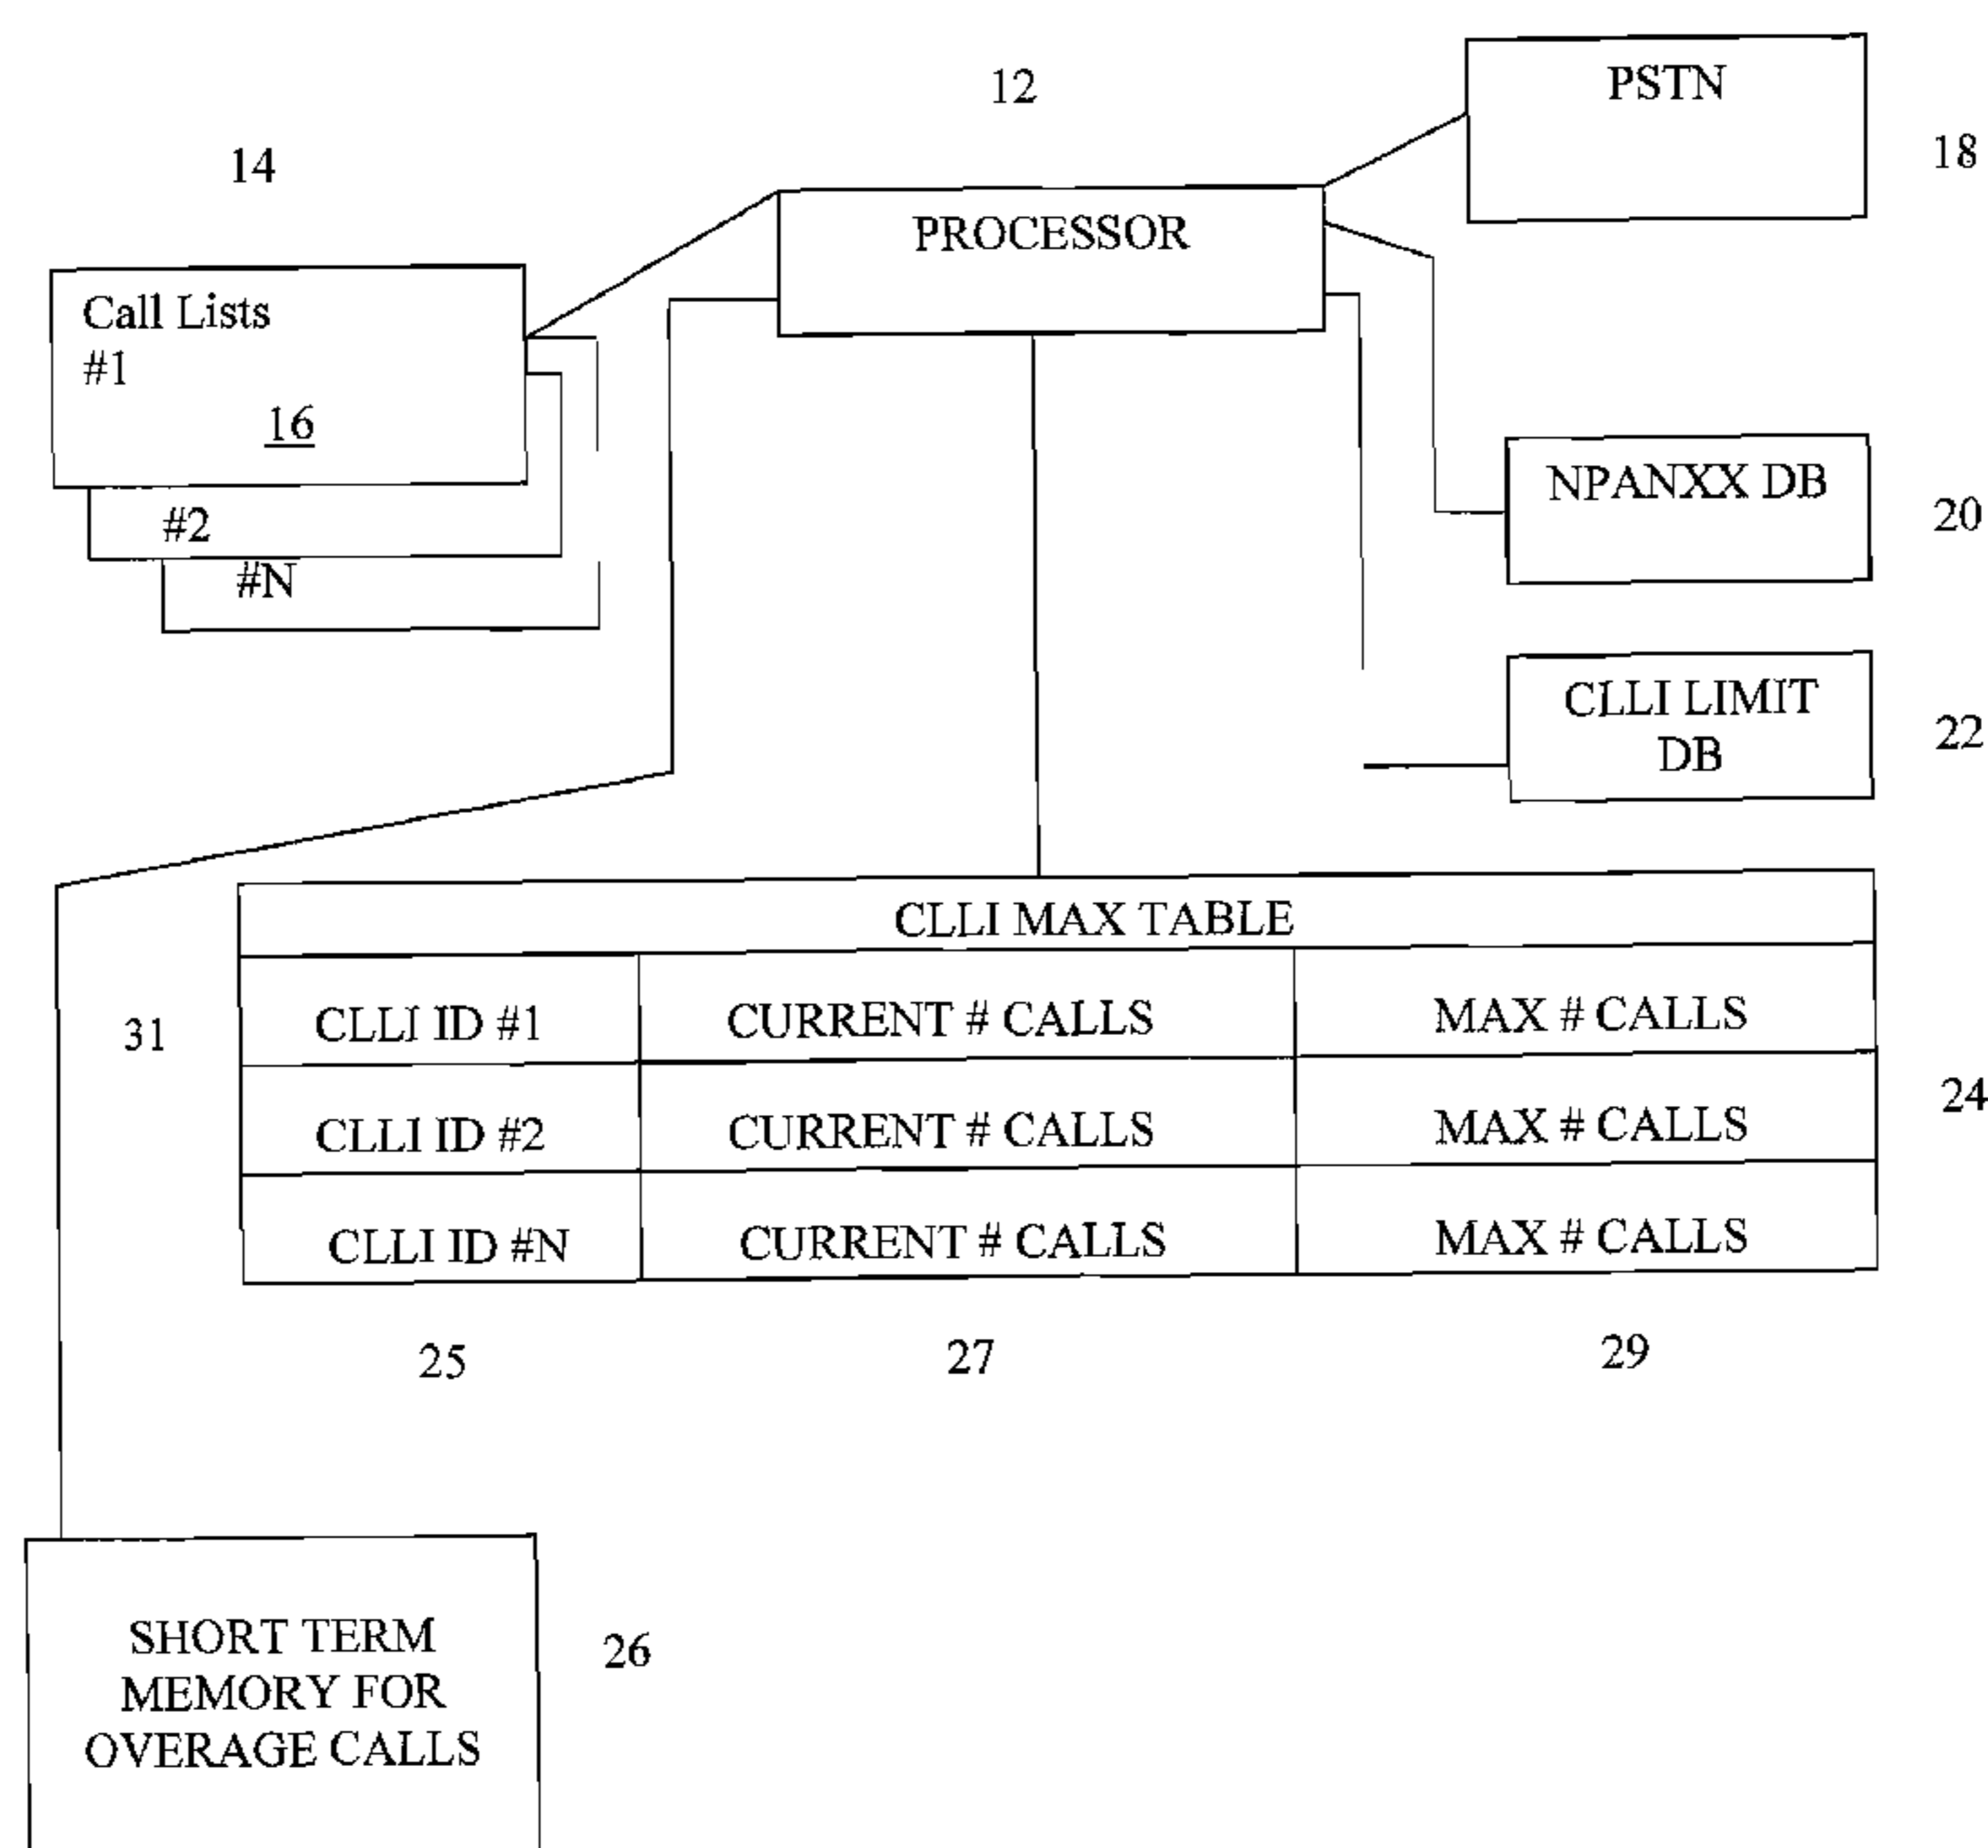 12
PSTN
18
14
PROCESSOR
Call Lists
#1
16
#2
#N
NPANXX DB
20
CLLI LIMIT
DB
22
CLLI MAX TABLE
31
CLLI ID #1 CURRENT # CALLS MAX # CALLS
24
CLLI ID #2 CURRENT # CALLS MAX # CALLS
CLLI ID #N CURRENT # CALLS MAX # CALLS
25 27 29
SHORT TERM
MEMORY FOR
OVERAGE CALLS
26